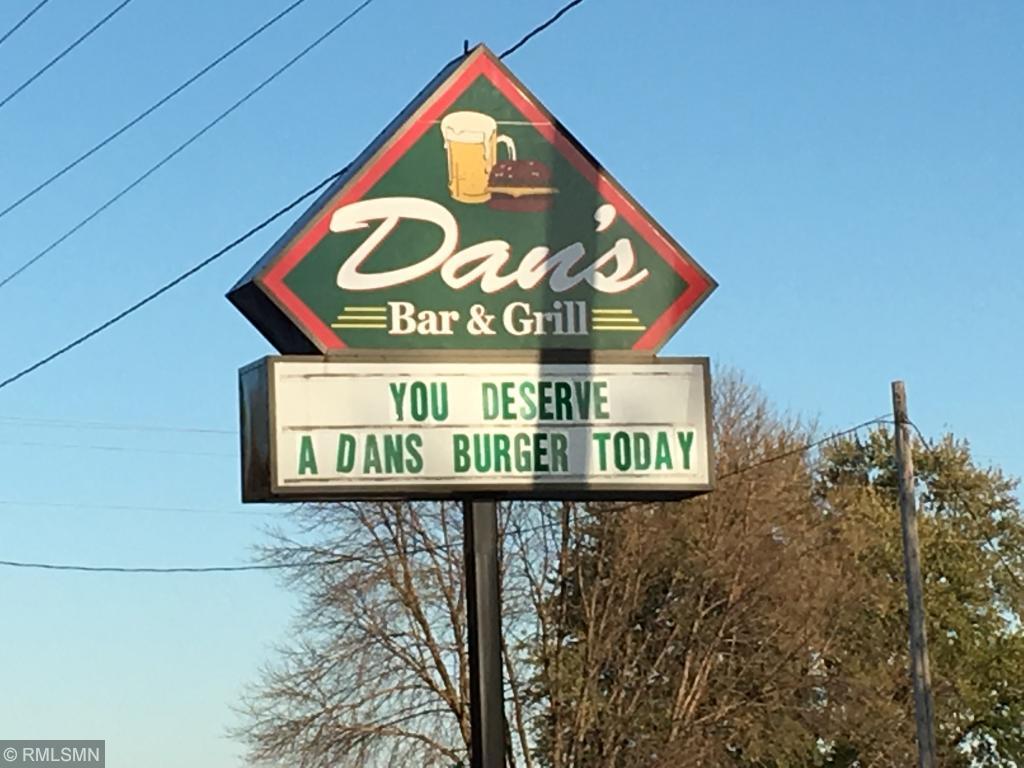 Dan's
Bar & Grill
YOU DESERVE
A DANS BURGER TODAY
© RMLSMN